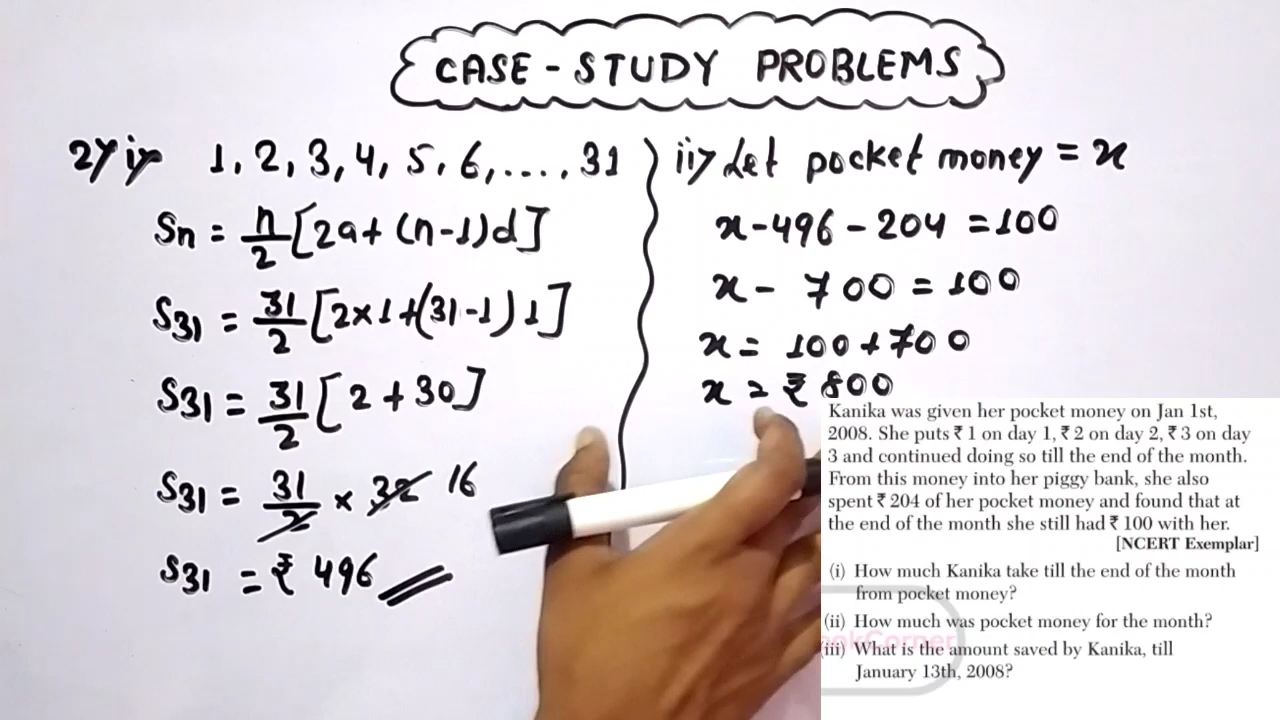 CASE-STUDY PROBLEMS
2) i) 1, 2, 3, 4, 5, 6, ...., 31
Sn = n/2 [2a + (n-1)d]
S31 = 31/2 [2×1+(31-1)1]
S31 = 31/2 [2+30]
S31 = 31/2 × 32 16
S31 = ₹ 496
ii) Let pocket money = x
x-496-204 = 100
x - 700 = 100
x = 100+700
x = ₹ 800
Kanika was given her pocket money on Jan 1st,
2008. She puts ₹ 1 on day 1, ₹ 2 on day 2, ₹ 3 on day
3 and continued doing so till the end of the month.
From this money into her piggy bank, she also
spent ₹ 204 of her pocket money and found that at
the end of the month she still had ₹ 100 with her.
[NCERT Exemplar]
(i) How much Kanika take till the end of the month
from pocket money?
(ii) How much was pocket money for the month?
(iii) What is the amount saved by Kanika, till
January 13th, 2008?